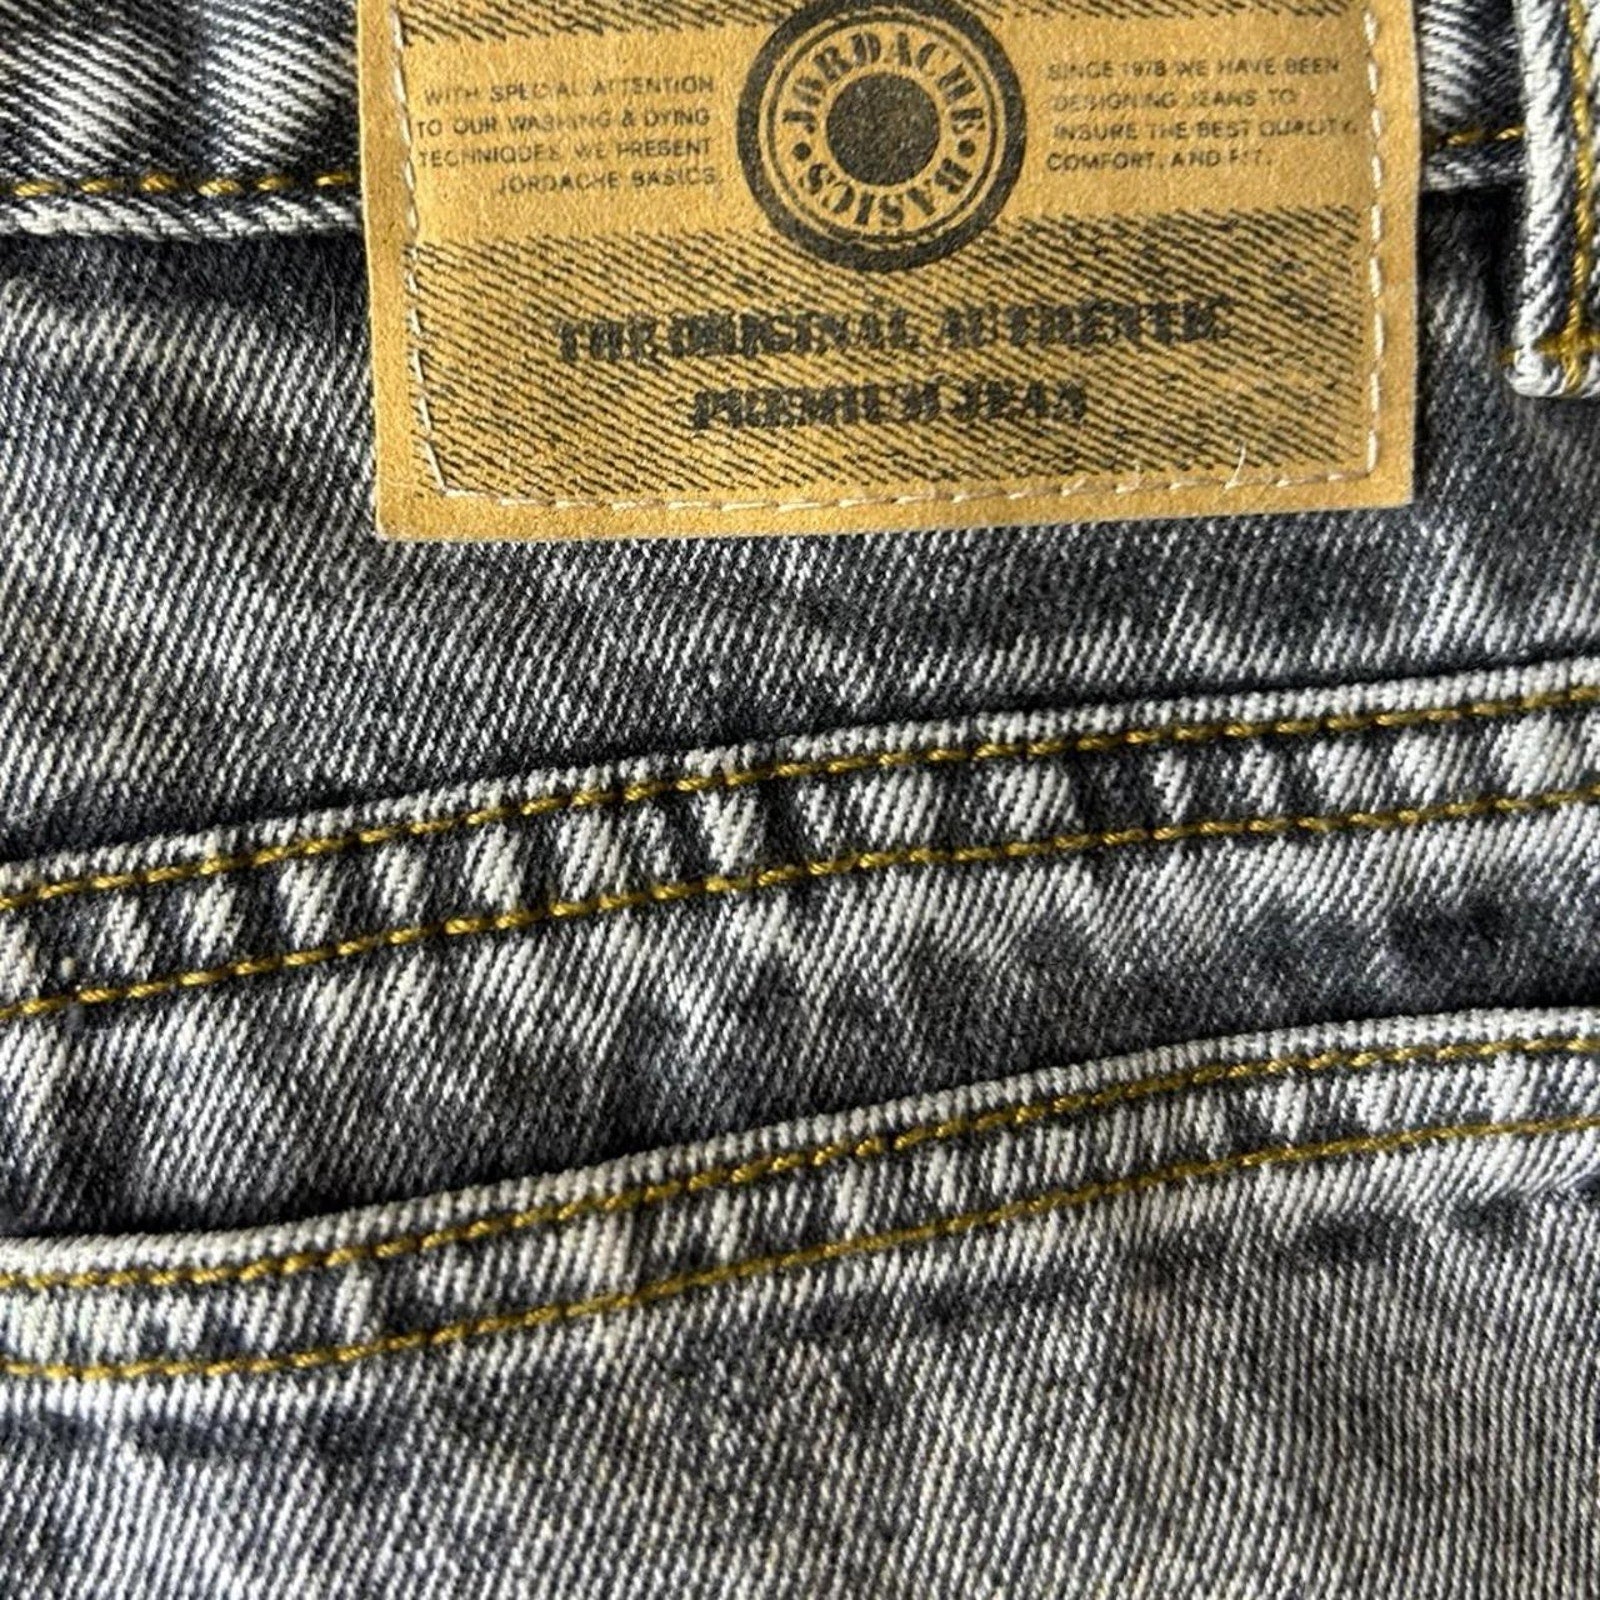 JORDACHE • BASICS •
WITH SPECIAL ATTENTION
TO OUR WASHING & DYING
TECHNIQUES WE PRESENT
JORDACHE BASICS.
SINCE 1978 WE HAVE BEEN
DESIGNING JEANS TO
INSURE THE BEST QUALITY,
COMFORT, AND FIT.
THE ORIGINAL AUTHENTIC
PREMIUM JEAN